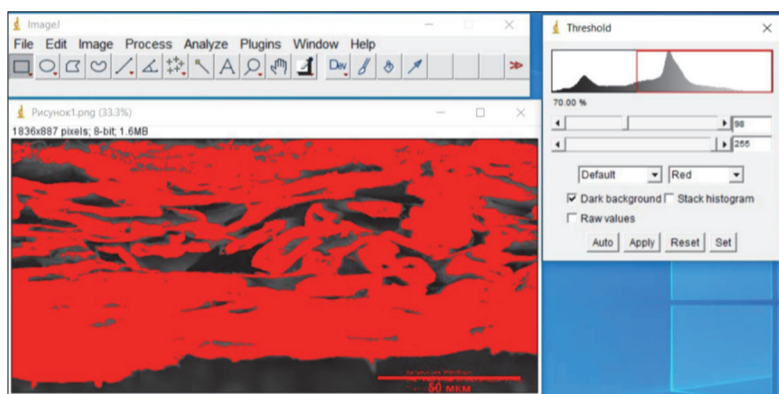 ImageJ
File Edit Image Process Analyze Plugins Window Help
Dev
Рисунок1.png (33.3%)
1836x887 pixels; 8-bit; 1.6MB
50 мкм
Threshold
70.00 %
98
255
Default Red
Dark background Stack histogram
Raw values
Auto Apply Reset Set